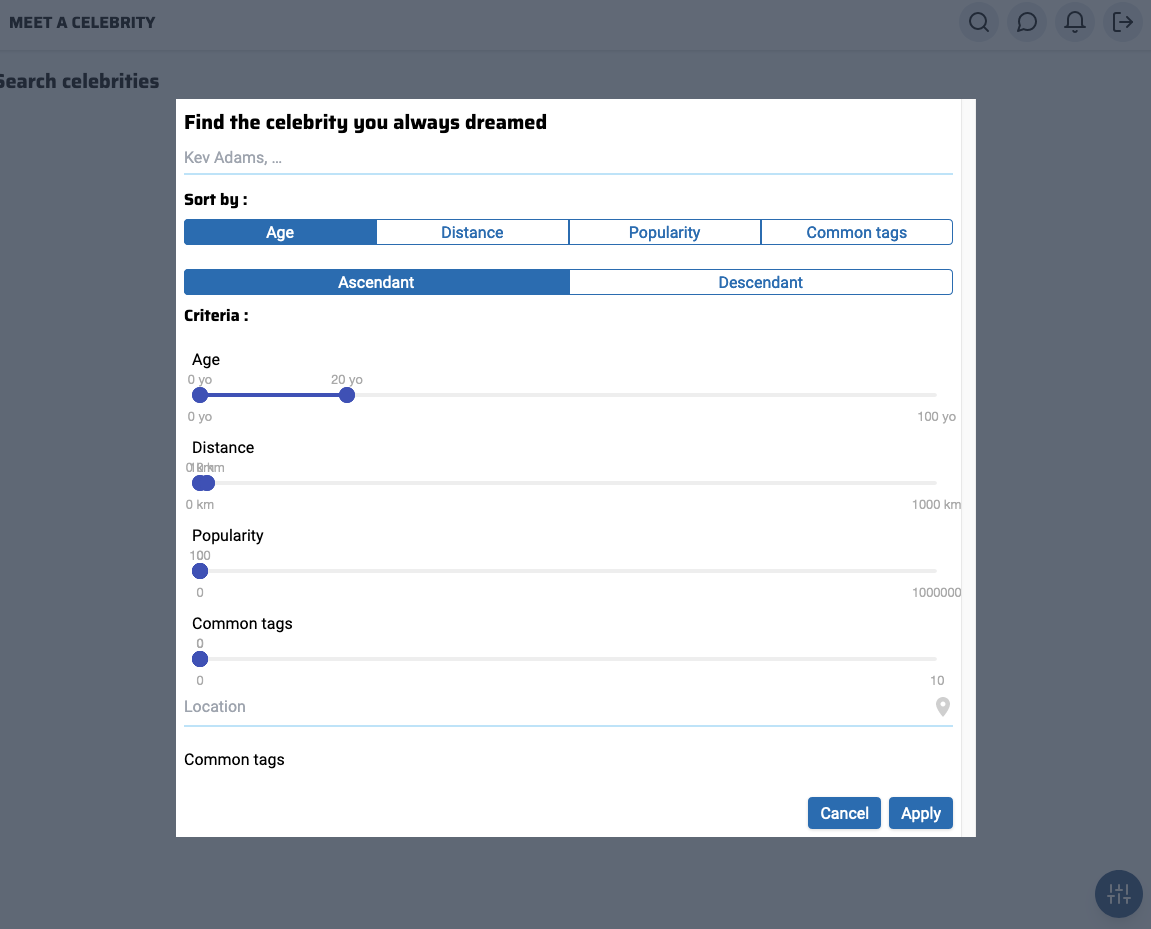 MEET A CELEBRITY
Search celebrities
Find the celebrity you always dreamed
Kev Adams, ...
Sort by :
Age Distance Popularity Common tags
Ascendant Descendant
Criteria :
Age
0 yo 20 yo
0 yo 100 yo
Distance
0 km
0 km 1000 km
Popularity
0 1000000
Common tags
0
0 10
Location
Common tags
Cancel Apply